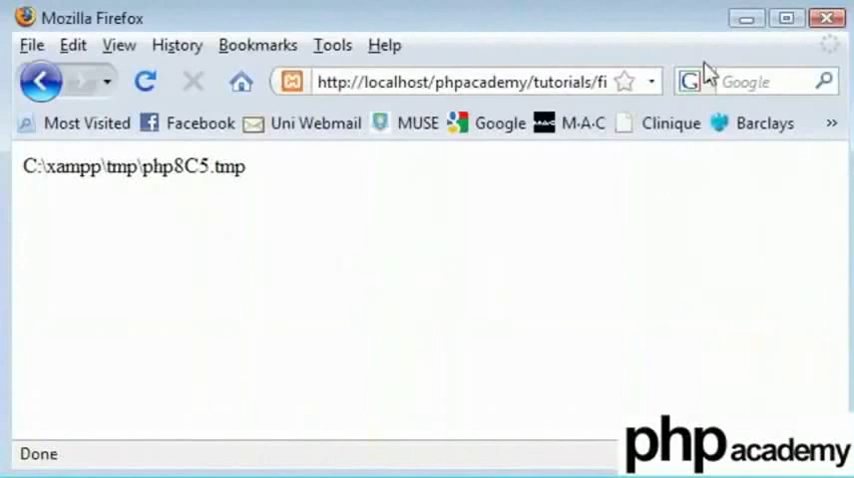 Mozilla Firefox
File Edit View History Bookmarks Tools Help
http://localhost/phpacademy/tutorials/fi G Google
Most Visited Facebook Uni Webmail MUSE Google M·A·C Clinique Barclays »
C:\xampp\tmp\php8C5.tmp
Done
php academy